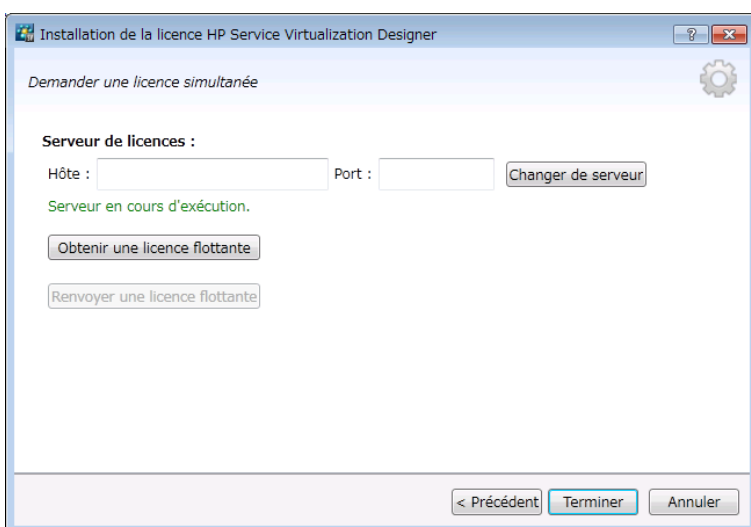 Installation de la licence HP Service Virtualization Designer
?
Demander une licence simultanée
Serveur de licences :
Hôte : Port : Changer de serveur
Serveur en cours d'exécution.
Obtenir une licence flottante
Renvoyer une licence flottante
< Précédent Terminer Annuler